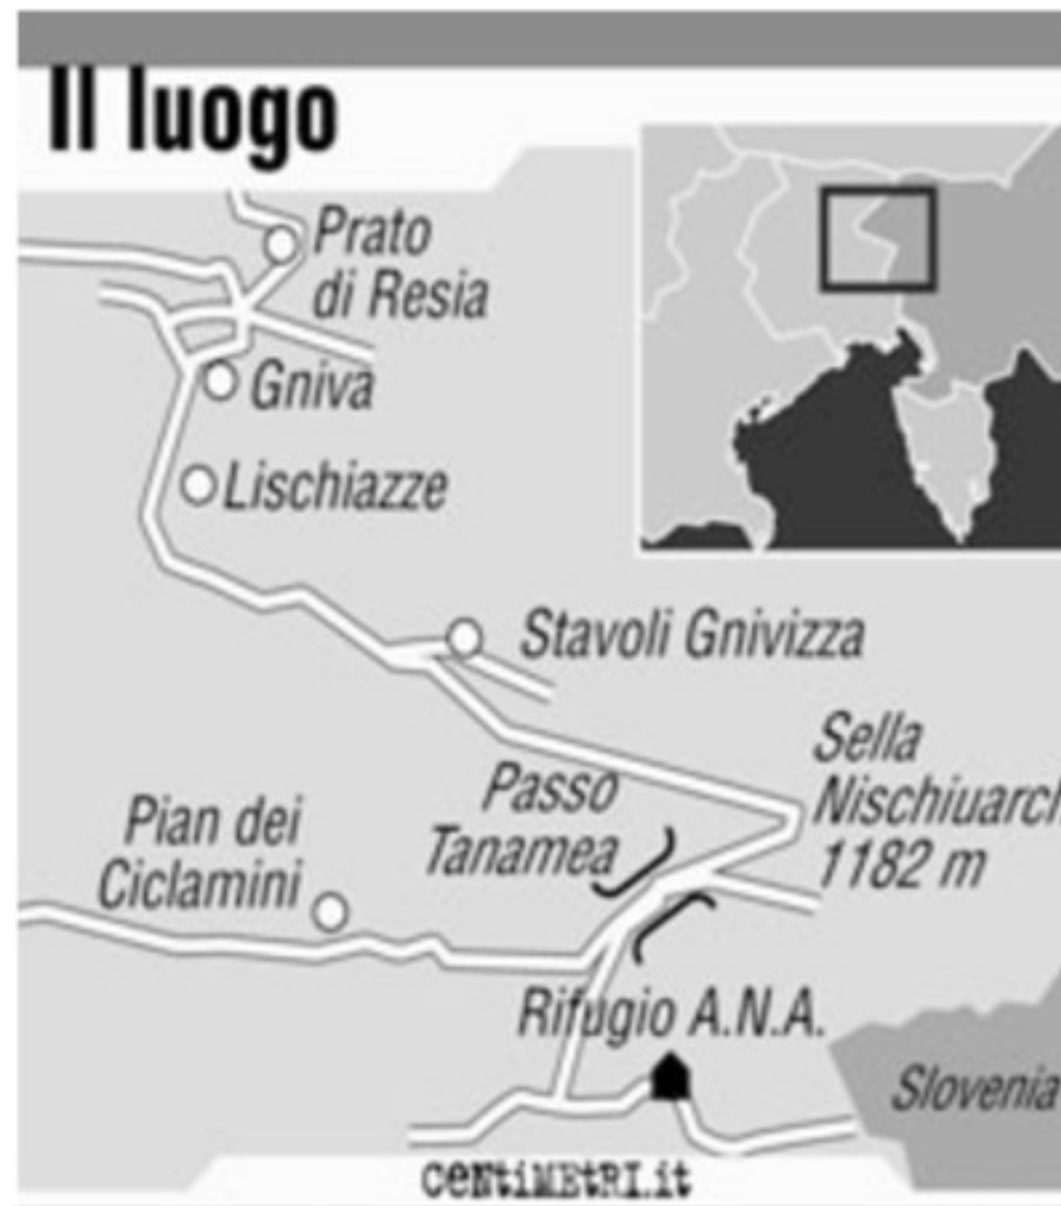 Il luogo
Prato
di Resia
Gniva
Lischiazze
Stavoli Gnivizza
Sella
Nischiuarch
1182 m
Passo
Tanamea
Pian dei
Ciclamini
Rifugio A.N.A.
Slovenia
CENTIMETRI.it